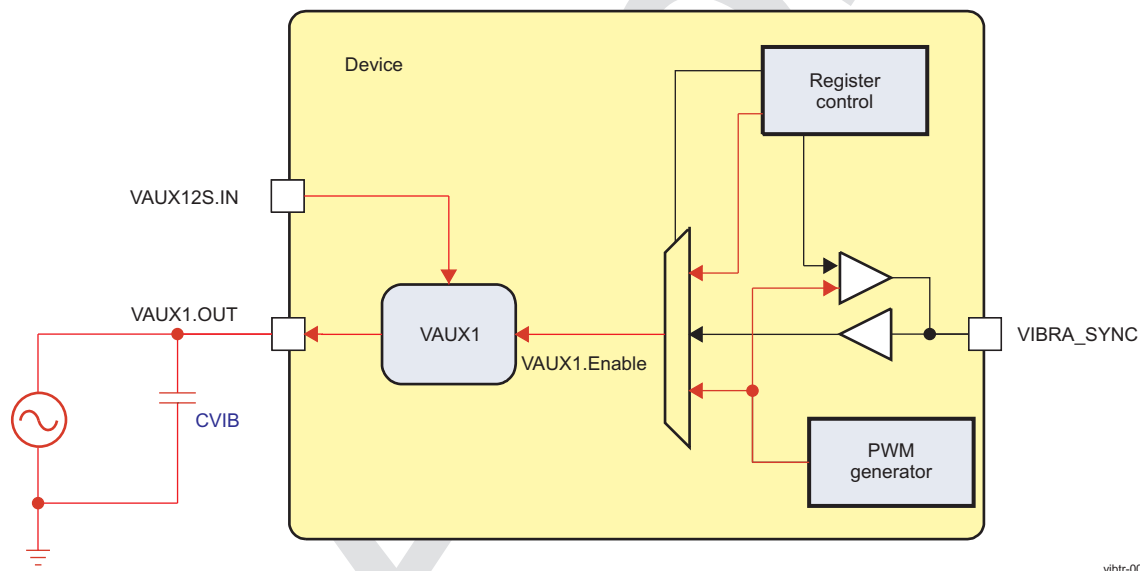 Device
Register
control
VAUX12S.IN
VAUX1.OUT
VAUX1
VAUX1.Enable
VIBRA_SYNC
CVIB
PWM
generator